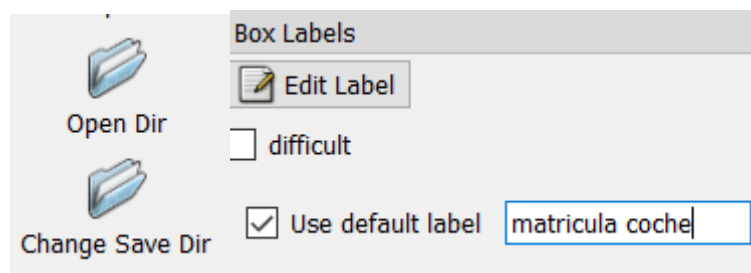 Open Dir
Change Save Dir
Box Labels
Edit Label
difficult
Use default label
matricula coche